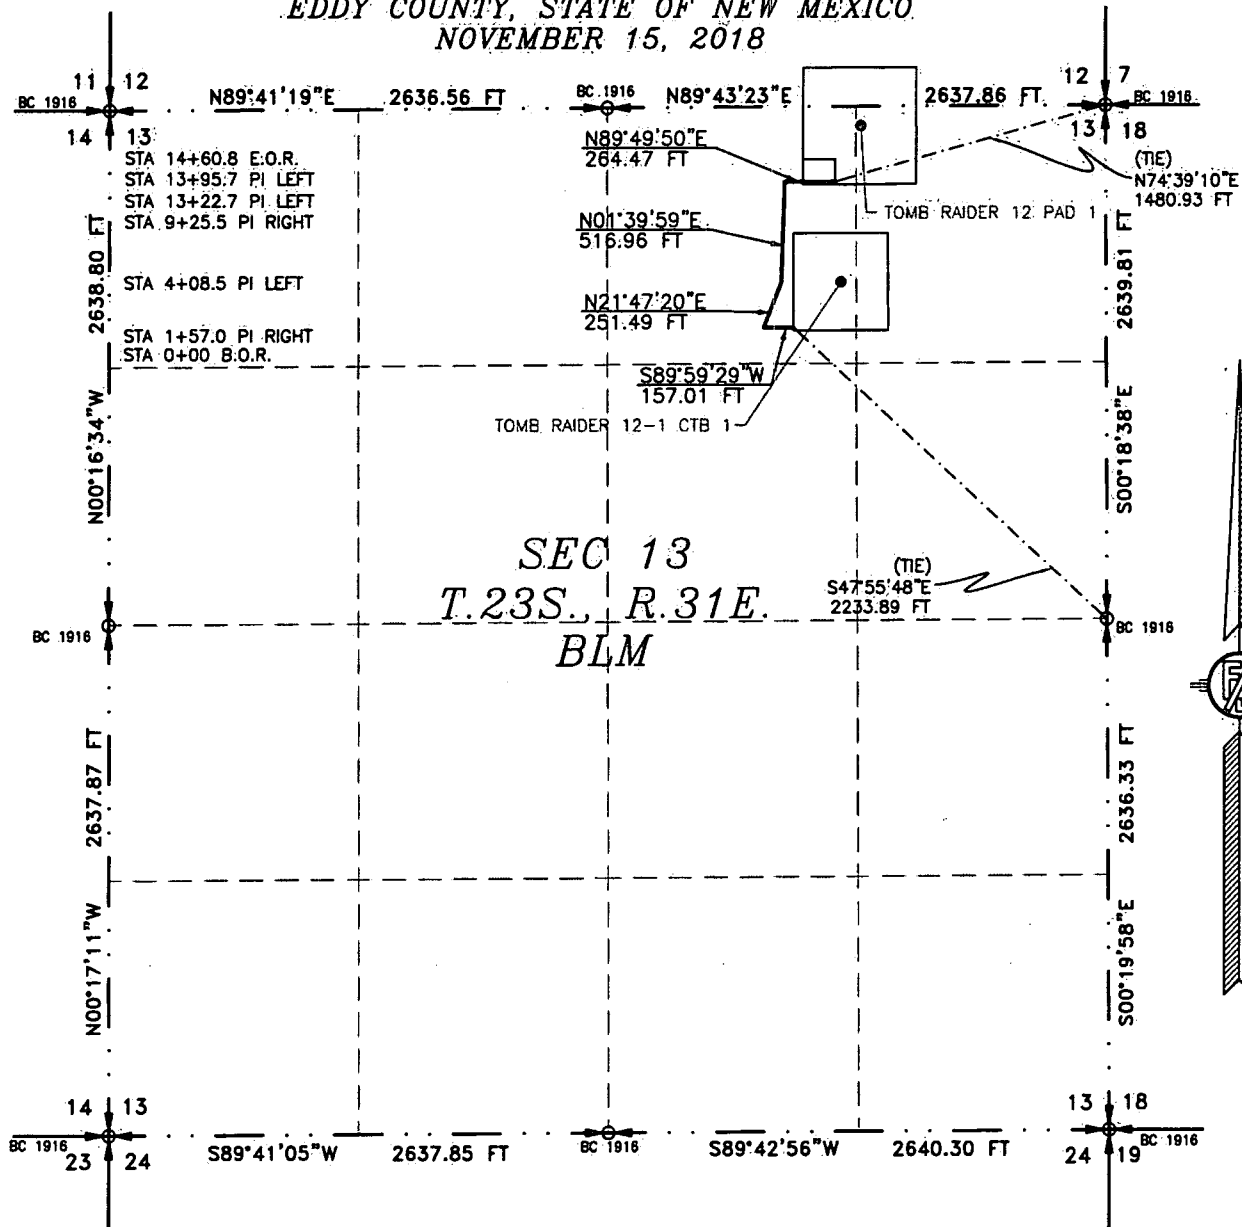 EDDY COUNTY, STATE OF NEW MEXICO
NOVEMBER 15, 2018
11 12
BC 1916
14 13
N89°41'19"E 2636.56 FT
BC 1916
N89°43'23"E 2637.86 FT.
12 7
BC 1916
13 18
STA 14+60.8 E.O.R.
STA 13+95.7 PI LEFT
STA 13+22.7 PI LEFT
STA 9+25.5 PI RIGHT
STA 4+08.5 PI LEFT
STA 1+57.0 PI RIGHT
STA 0+00 B.O.R.
N89°49'50"E
264.47 FT
N01°39'59"E
516.96 FT
N21°47'20"E
251.49 FT
S89°59'29"W
157.01 FT
TOMB RAIDER 12-1 CTB 1
TOMB RAIDER 12 PAD 1
(TIE)
N74°39'10"E
1480.93 FT
N00°16'34"W 2638.80 FT
S00°18'38"E 2639.81 FT
SEC 13
T.23S., R.31E.
BLM
(TIE)
S47°55'48"E
2233.89 FT
BC 1916
BC 1916
N00°17'11"W 2637.87 FT
S00°19'58"E 2636.33 FT
14 13
BC 1916
23 24
S89°41'05"W 2637.85 FT
BC 1916
S89°42'56"W 2640.30 FT
13 18
BC 1916
24 19